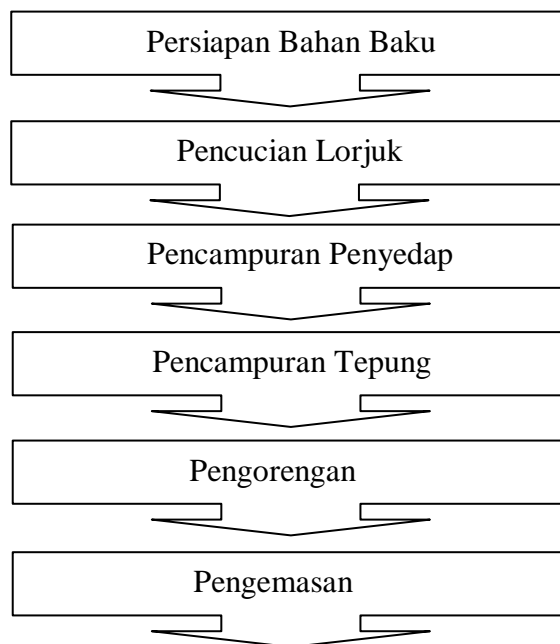 Persiapan Bahan Baku
Pencucian Lorjuk
Pencampuran Penyedap
Pencampuran Tepung
Pengorengan
Pengemasan